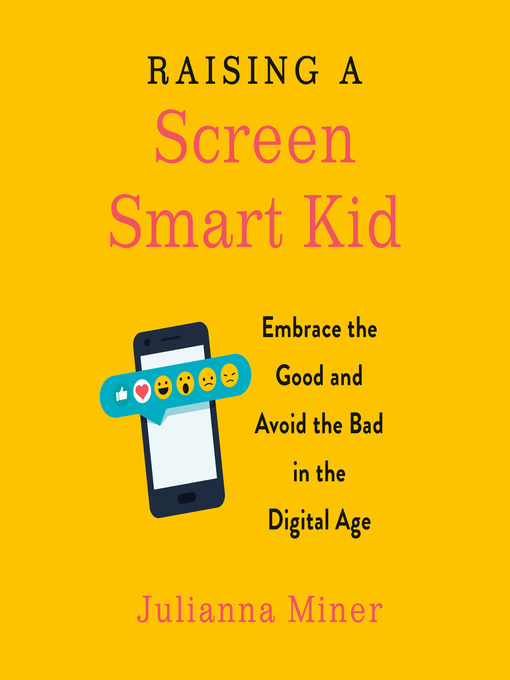 RAISING A
Screen
Smart Kid
Embrace the
Good and
Avoid the Bad
in the
Digital Age
Julianna Miner